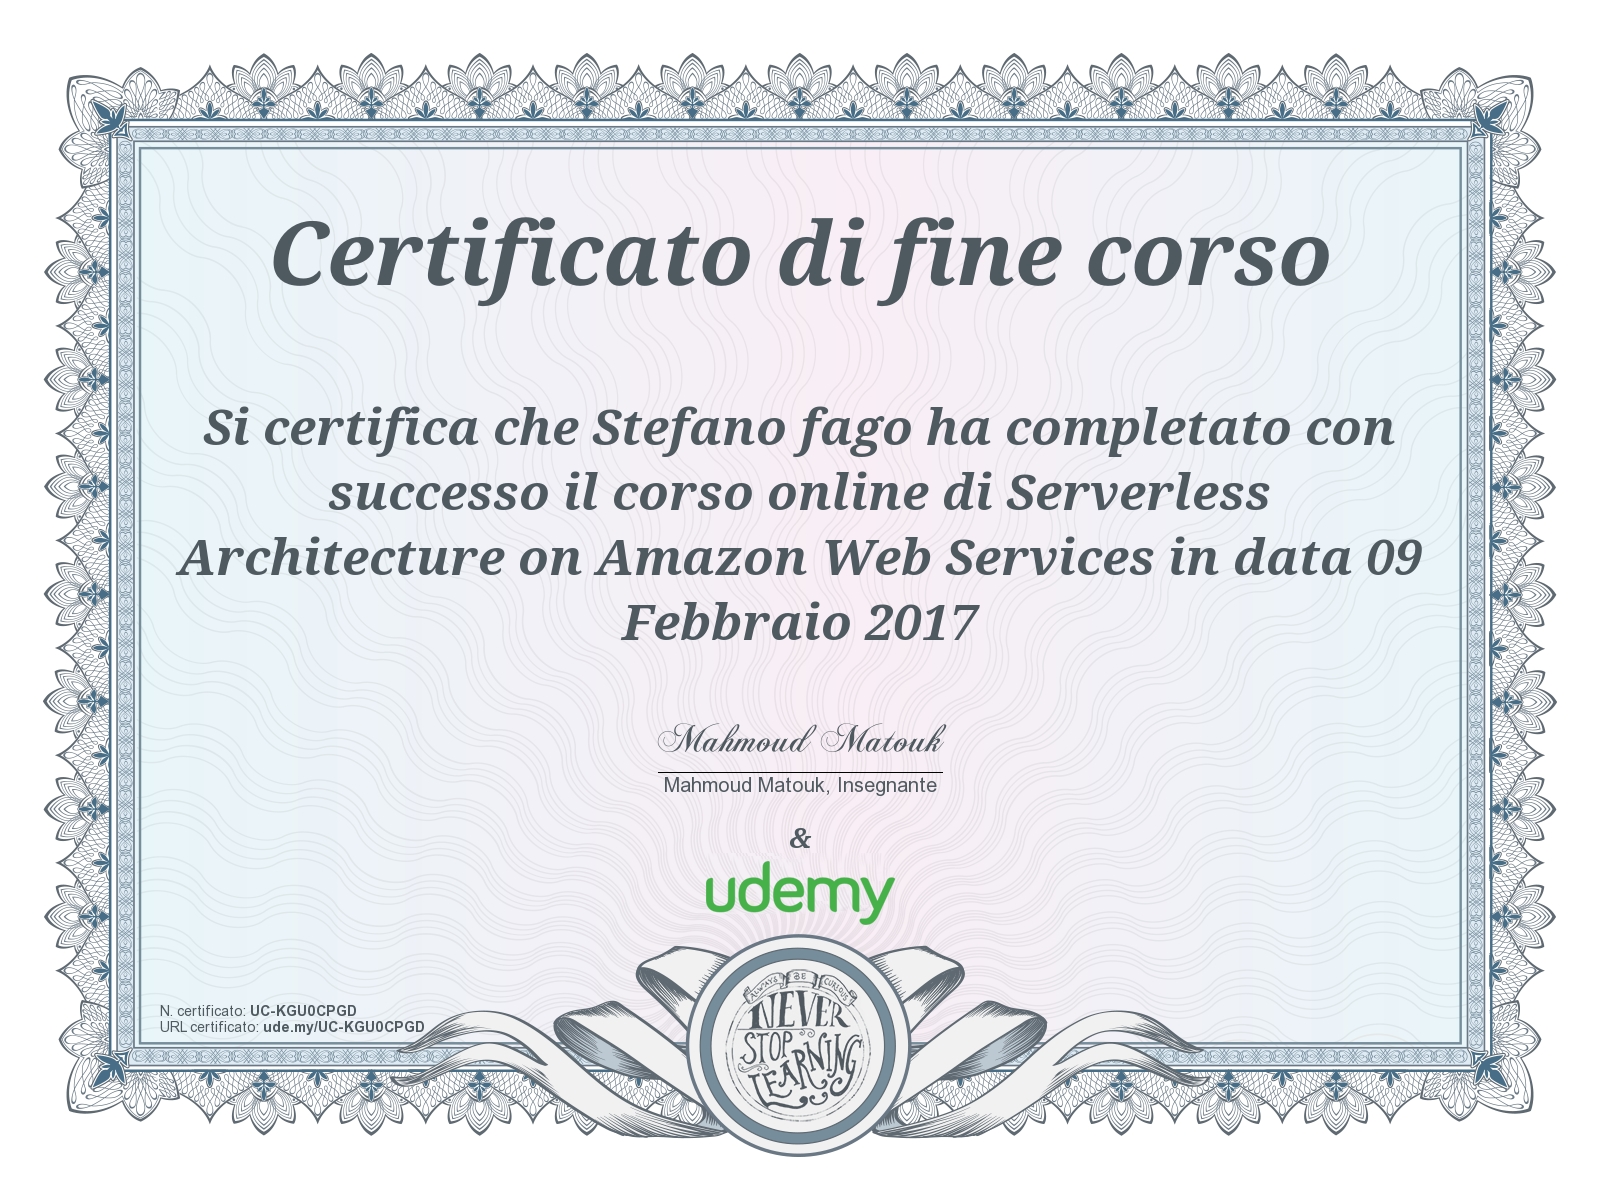 Certificato di fine corso
Si certifica che Stefano fago ha completato con
successo il corso online di Serverless
Architecture on Amazon Web Services in data 09
Febbraio 2017
Mahmoud Matouk
Mahmoud Matouk, Insegnante
&
udemy
N. certificato: UC-KGU0CPGD
URL certificato: ude.my/UC-KGU0CPGD
ALWAYS BE CURIOUS
NEVER
STOP
LEARNING